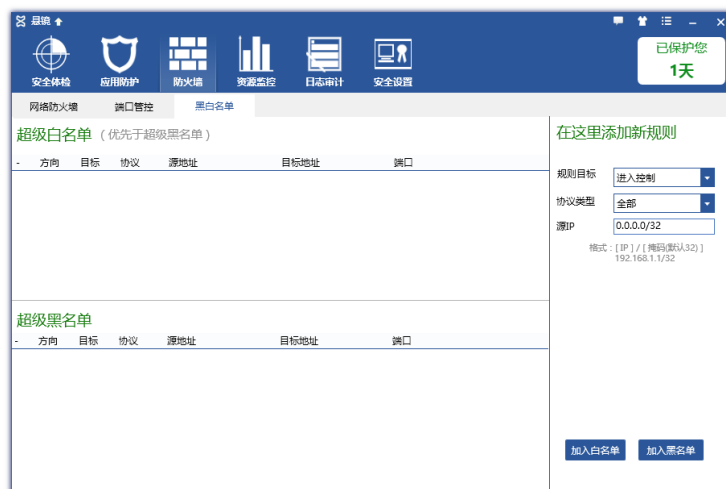 悬镜
已保护您
1天
安全体检 应用防护 防火墙 资源监控 日志审计 安全设置
网络防火墙 端口管控 黑白名单
超级白名单 ( 优先于超级黑名单 )
- 方向 目标 协议 源地址 目标地址 端口
在这里添加新规则
规则目标 进入控制
协议类型 全部
源IP 0.0.0.0/32
格式 : [ IP ] / [ 掩码(默认32) ]
192.168.1.1/32
超级黑名单
- 方向 目标 协议 源地址 目标地址 端口
加入白名单 加入黑名单